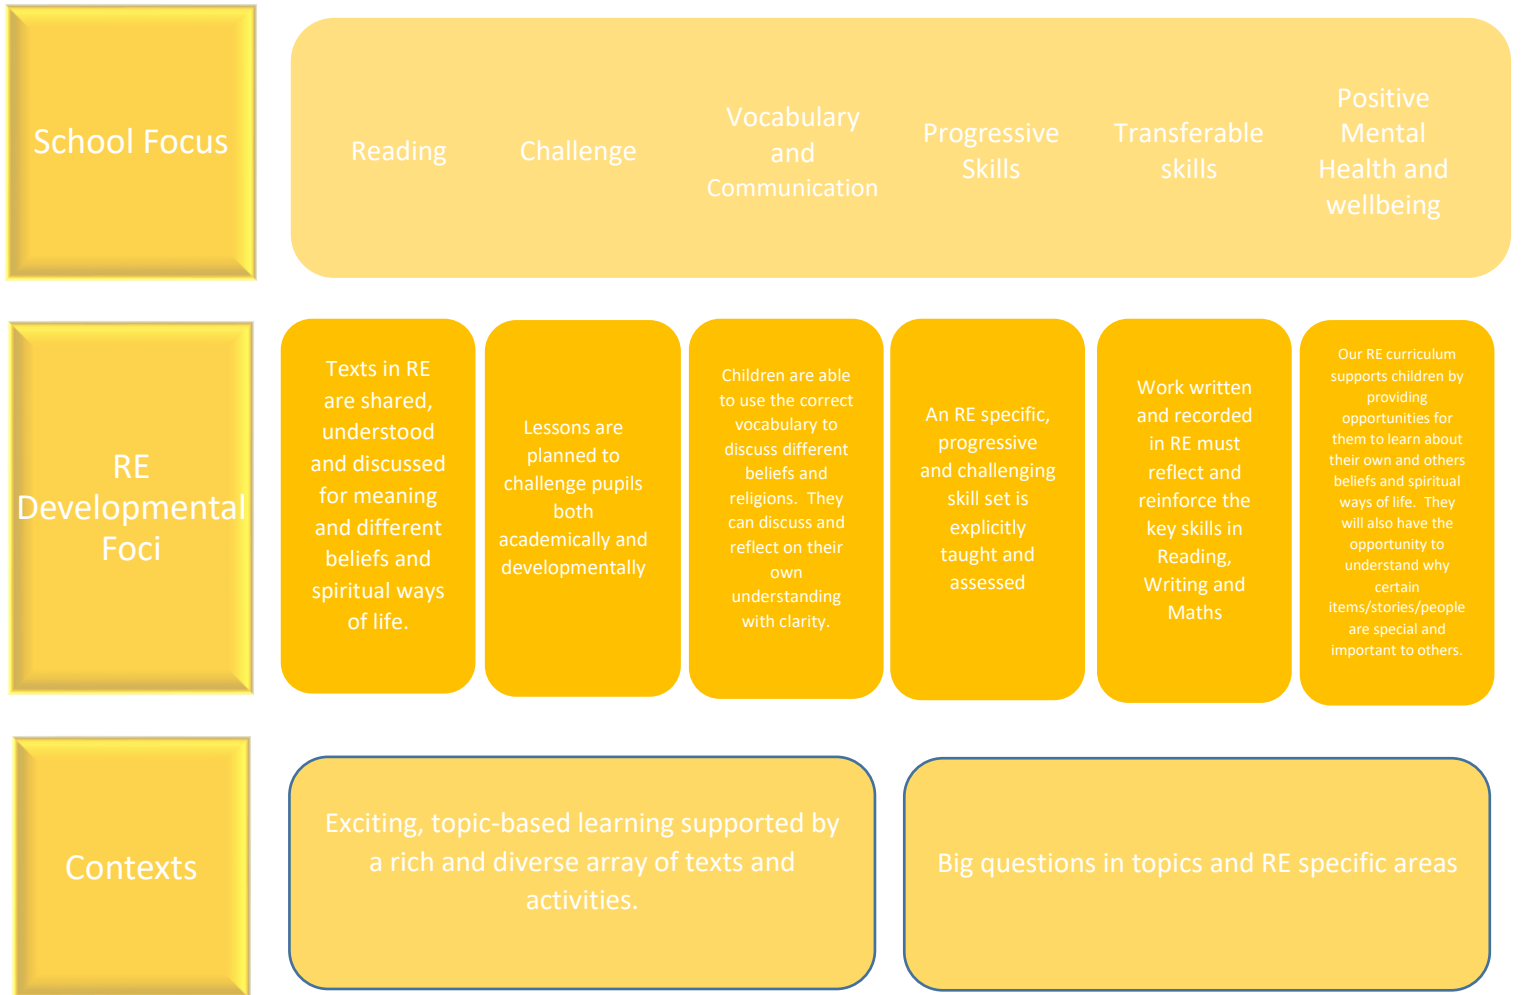 School Focus
Reading
Challenge
Vocabulary
and
Communication
Progressive
Skills
Transferable
skills
Positive
Mental
Health and
wellbeing
RE
Developmental
Foci
Texts in RE
are shared,
understood
and discussed
for meaning
and different
beliefs and
spiritual ways
of life.
Lessons are
planned to
challenge pupils
both
academically and
developmentally
Children are able
to use the correct
vocabulary to
discuss different
beliefs and
religions. They
can discuss and
reflect on their
own
understanding
with clarity.
An RE specific,
progressive
and challenging
skill set is
explicitly
taught and
assessed
Work written
and recorded
in RE must
reflect and
reinforce the
key skills in
Reading,
Writing and
Maths
Our RE curriculum
supports children by
providing
opportunities for
them to learn about
their own and others
beliefs and spiritual
ways of life. They
will also have the
opportunity to
understand why
certain
items/stories/people
are special and
important to others.
Contexts
Exciting, topic-based learning supported by
a rich and diverse array of texts and
activities.
Big questions in topics and RE specific areas